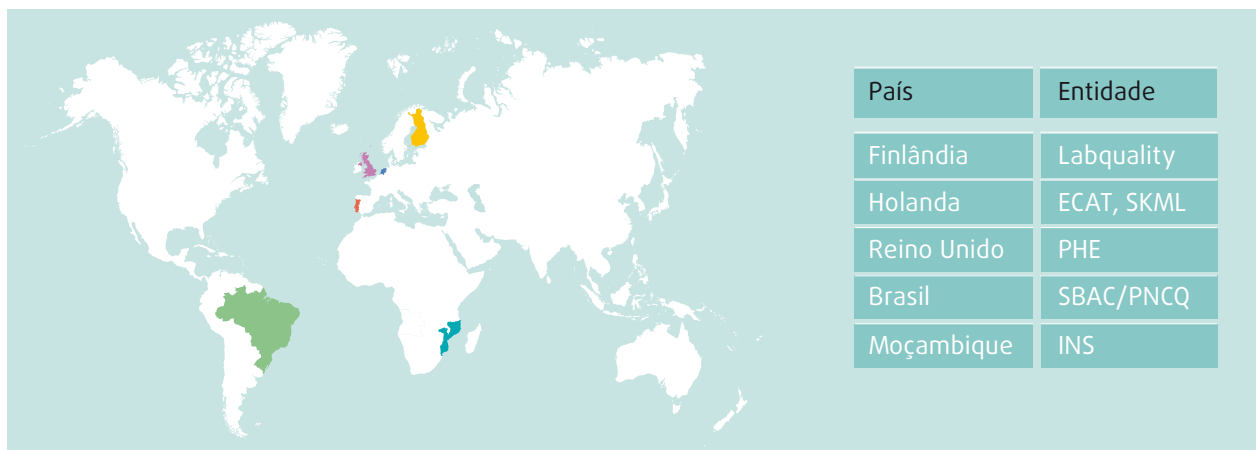 País Entidade
Finlândia Labquality
Holanda ECAT, SKML
Reino Unido PHE
Brasil SBAC/PNCQ
Moçambique INS